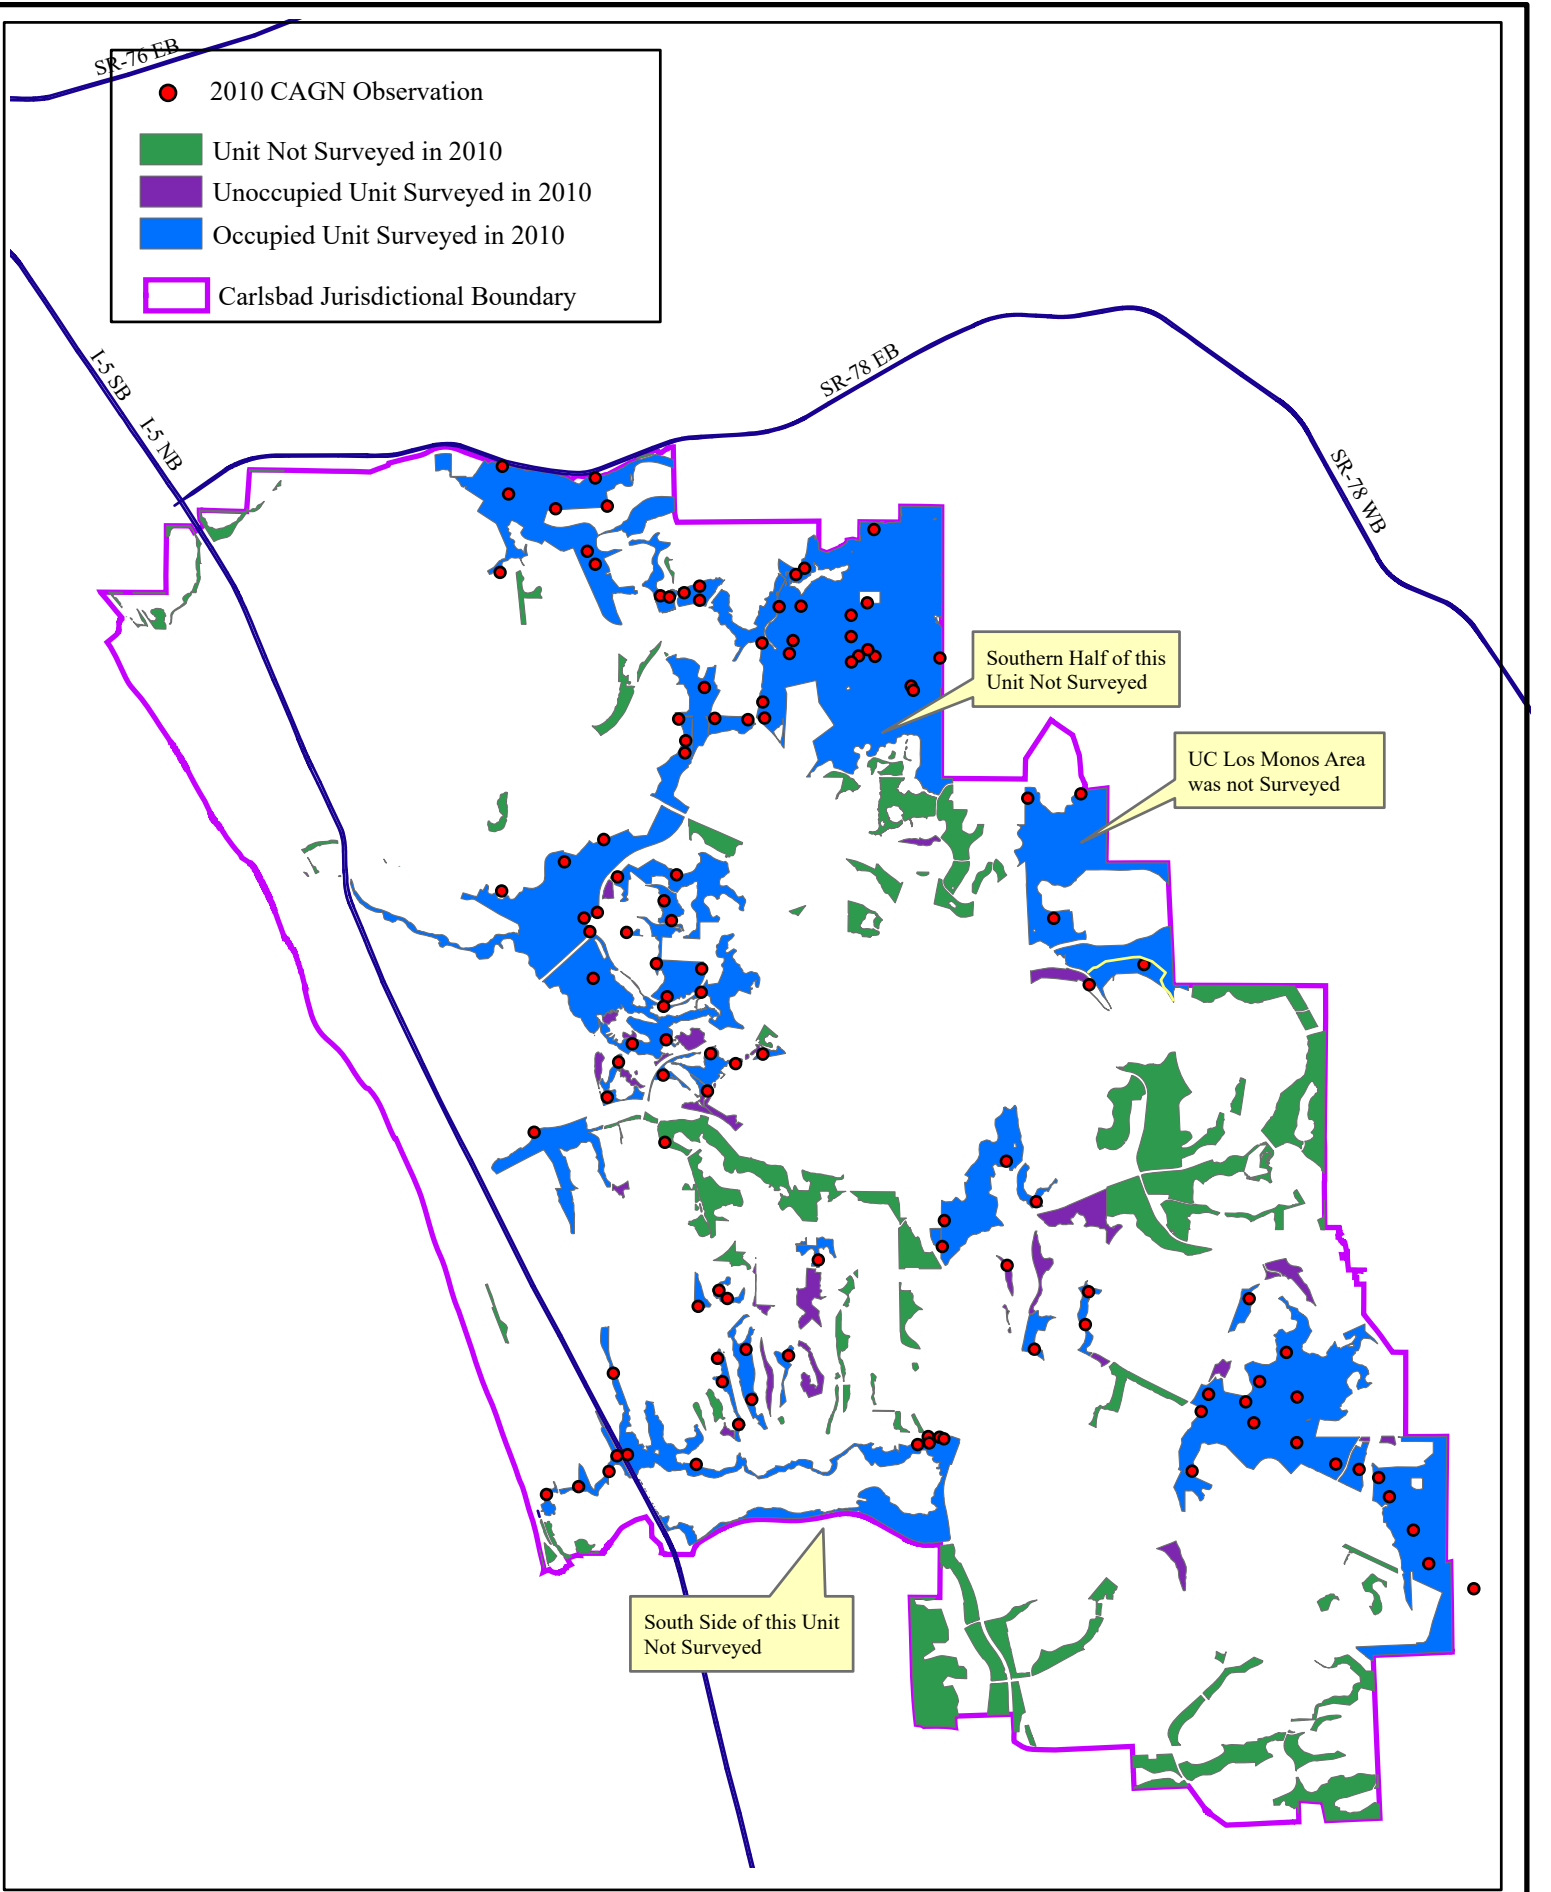 SR-76 EB
2010 CAGN Observation
Unit Not Surveyed in 2010
Unoccupied Unit Surveyed in 2010
Occupied Unit Surveyed in 2010
Carlsbad Jurisdictional Boundary
I-5 SB
I-5 NB
SR-78 EB
SR-78 WB
Southern Half of this
Unit Not Surveyed
UC Los Monos Area
was not Surveyed
South Side of this Unit
Not Surveyed